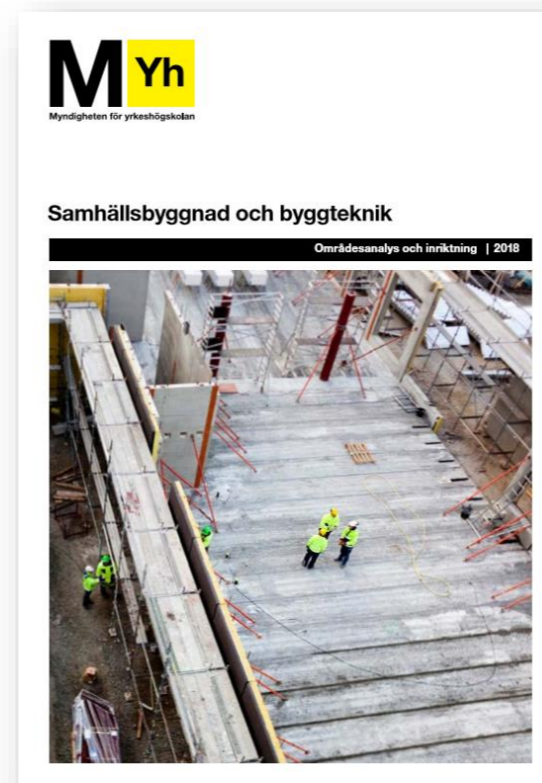 M Yh
Myndigheten för yrkeshögskolan
Samhällsbyggnad och byggteknik
Områdesanalys och inriktning | 2018